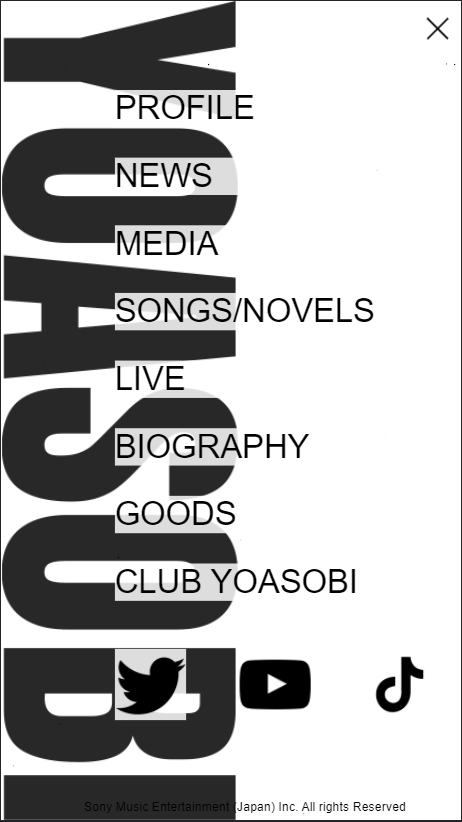 YOASOBI
PROFILE
NEWS
MEDIA
SONGS/NOVELS
LIVE
BIOGRAPHY
GOODS
CLUB YOASOBI
Sony Music Entertainment (Japan) Inc. All rights Reserved